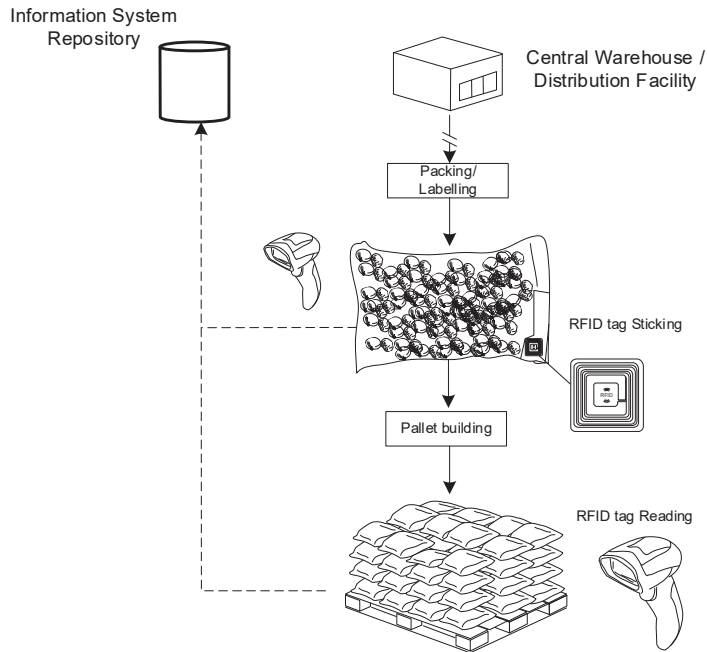 Information System
Repository
Central Warehouse /
Distribution Facility
Packing/
Labelling
RFID tag Sticking
RFID
Pallet building
RFID tag Reading